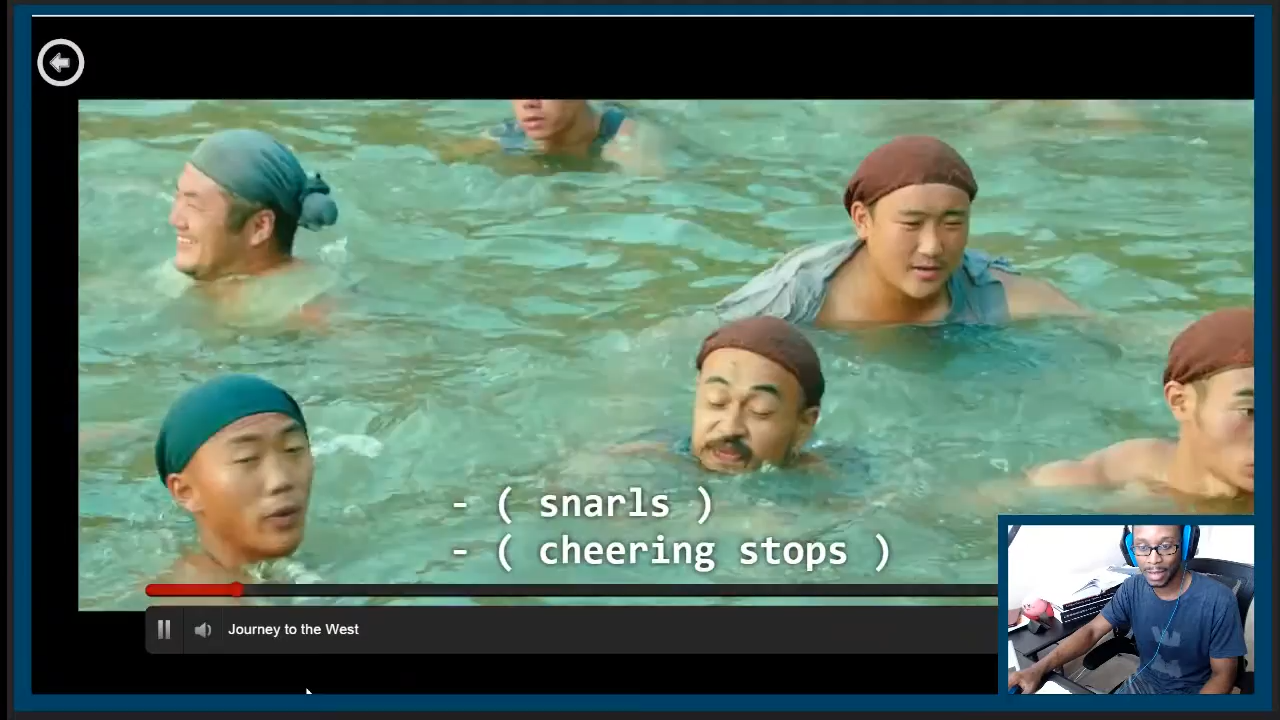 - ( snarls )
- ( cheering stops )
Journey to the West